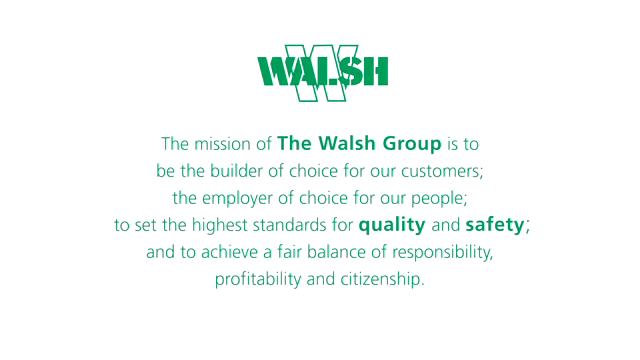 WALSH
The mission of The Walsh Group is to
be the builder of choice for our customers;
the employer of choice for our people;
to set the highest standards for quality and safety;
and to achieve a fair balance of responsibility,
profitability and citizenship.